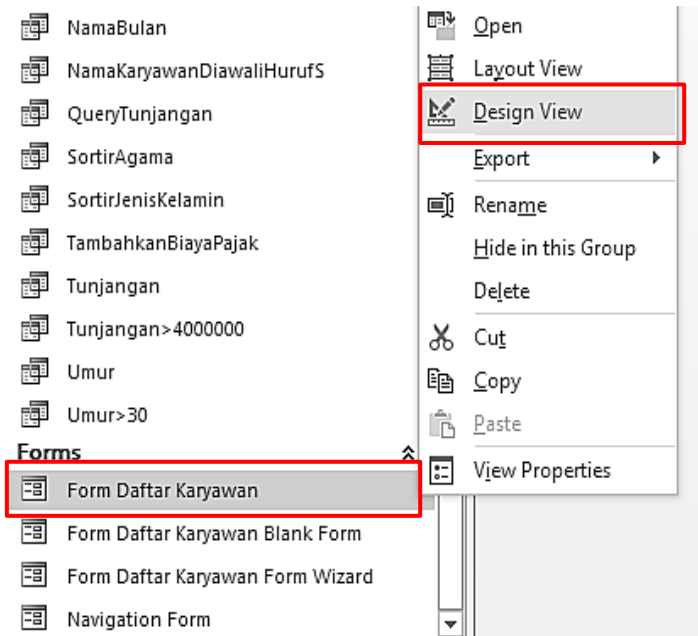 NamaBulan
NamaKaryawanDiawaliHurufS
QueryTunjangan
SortirAgama
SortirJenisKelamin
TambahkanBiayaPajak
Tunjangan
Tunjangan>4000000
Umur
Umur>30
Forms
Form Daftar Karyawan
Form Daftar Karyawan Blank Form
Form Daftar Karyawan Form Wizard
Navigation Form
Open
Layout View
Design View
Export
Rename
Hide in this Group
Delete
Cut
Copy
Paste
View Properties